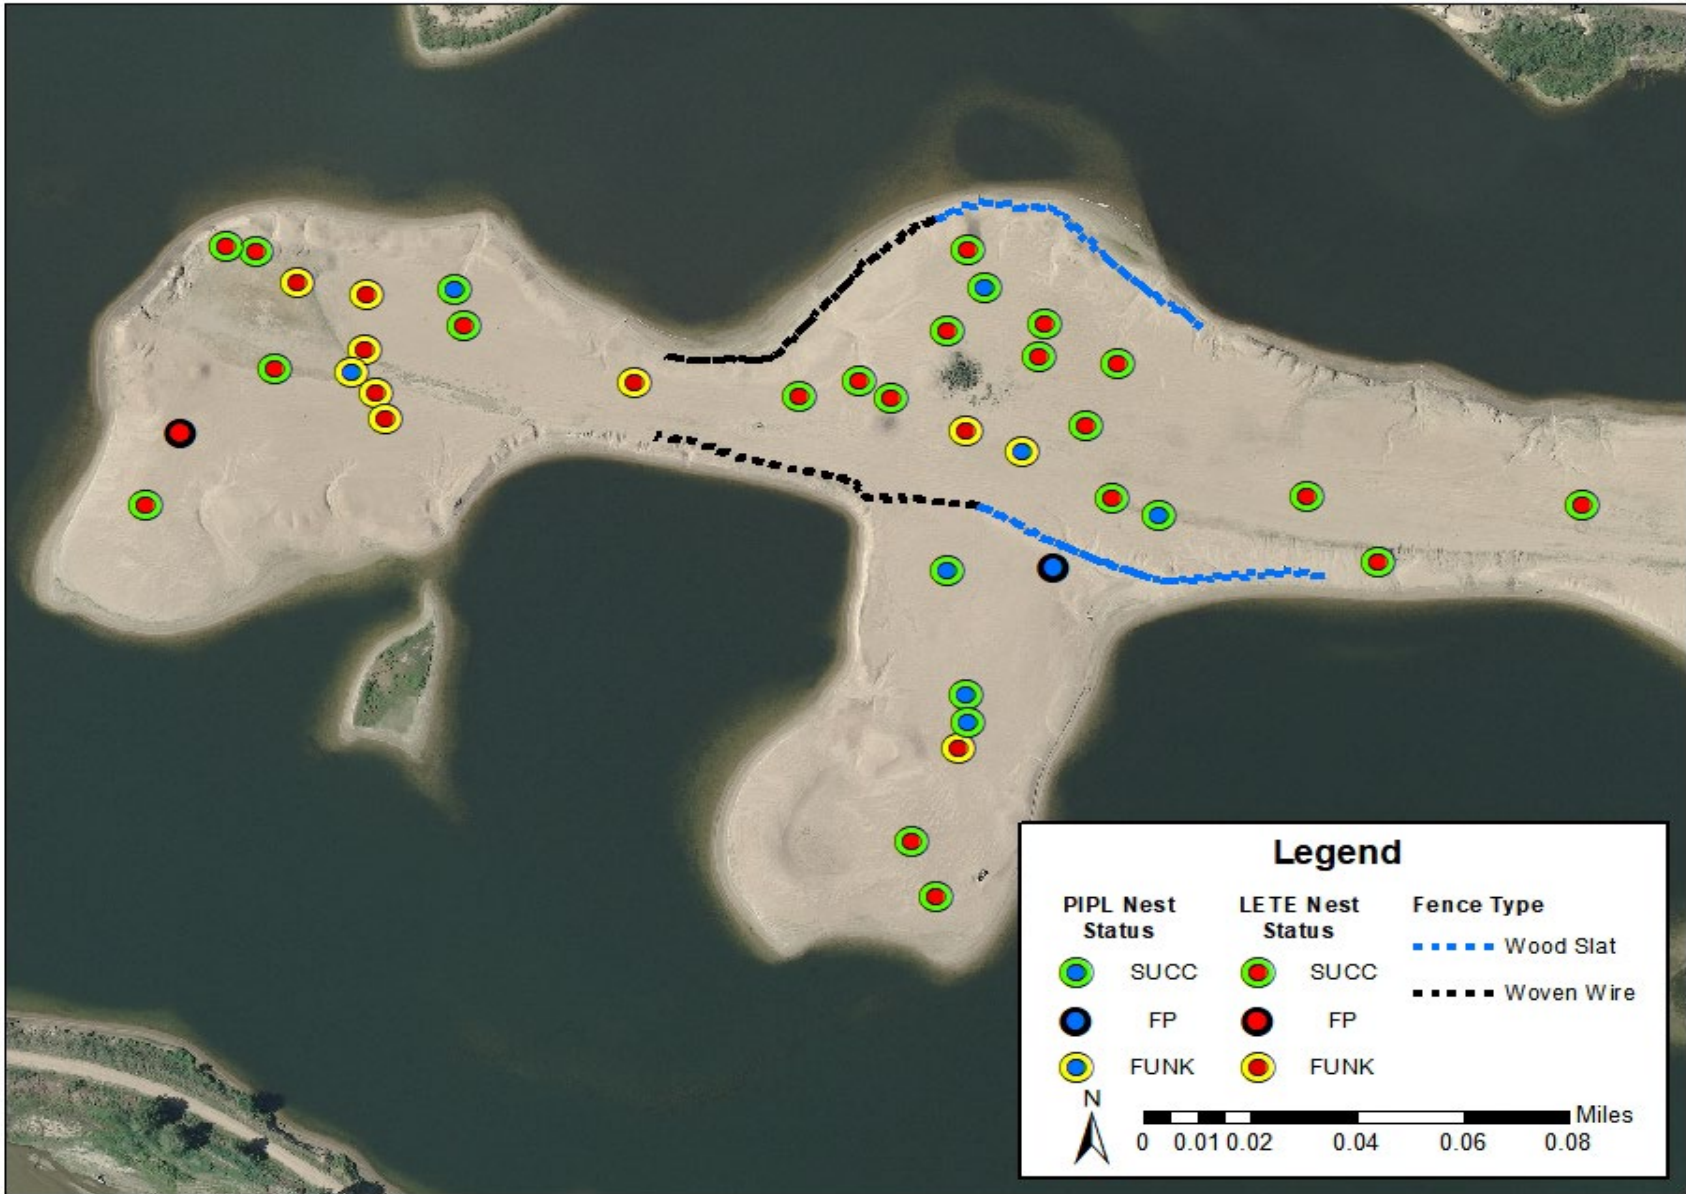 Legend
PIPL Nest Status
LETE Nest Status
Fence Type
SUCC
SUCC
Wood Slat
FP
FP
Woven Wire
FUNK
FUNK
N
Miles
0 0.01 0.02 0.04 0.06 0.08